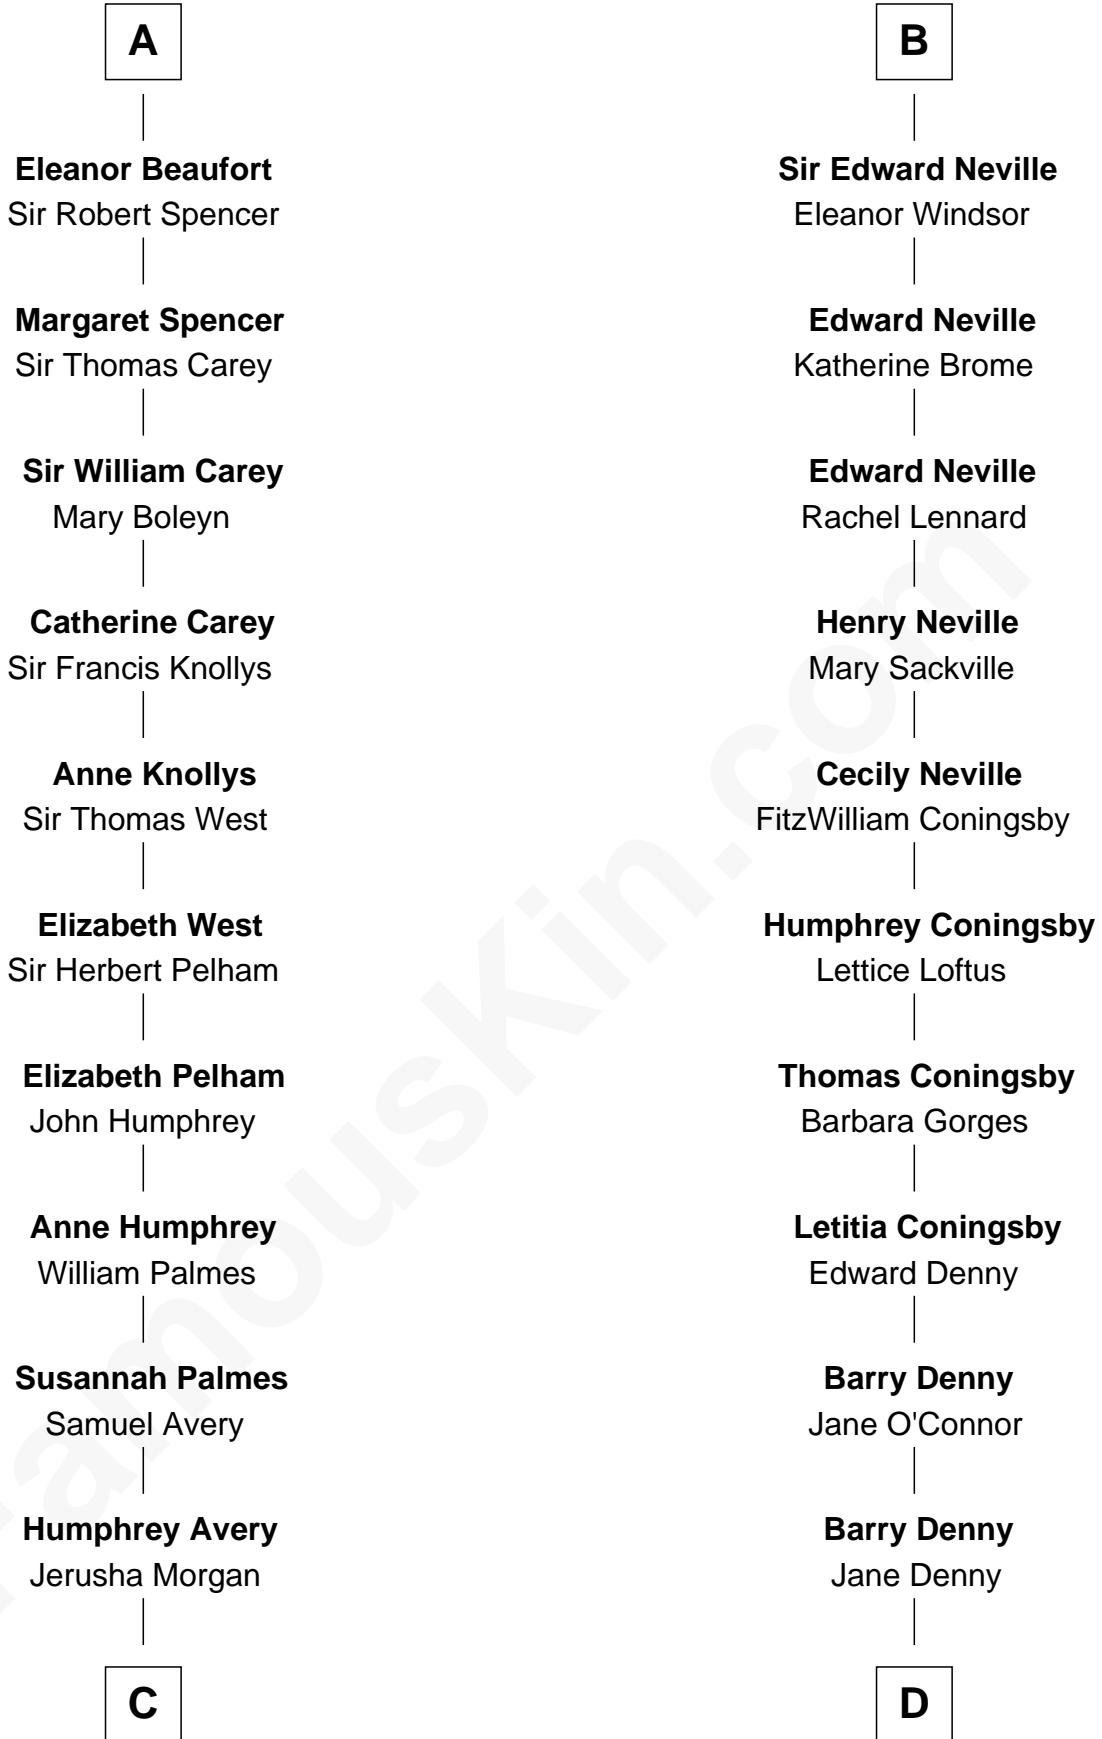 A
Eleanor Beaufort
Sir Robert Spencer
Margaret Spencer
Sir Thomas Carey
Sir William Carey
Mary Boleyn
Catherine Carey
Sir Francis Knollys
Anne Knollys
Sir Thomas West
Elizabeth West
Sir Herbert Pelham
Elizabeth Pelham
John Humphrey
Anne Humphrey
William Palmes
Susannah Palmes
Samuel Avery
Humphrey Avery
Jerusha Morgan
C
B
Sir Edward Neville
Eleanor Windsor
Edward Neville
Katherine Brome
Edward Neville
Rachel Lennard
Henry Neville
Mary Sackville
Cecily Neville
FitzWilliam Coningsby
Humphrey Coningsby
Lettice Loftus
Thomas Coningsby
Barbara Gorges
Letitia Coningsby
Edward Denny
Barry Denny
Jane O'Connor
Barry Denny
Jane Denny
D
FamousKin.com